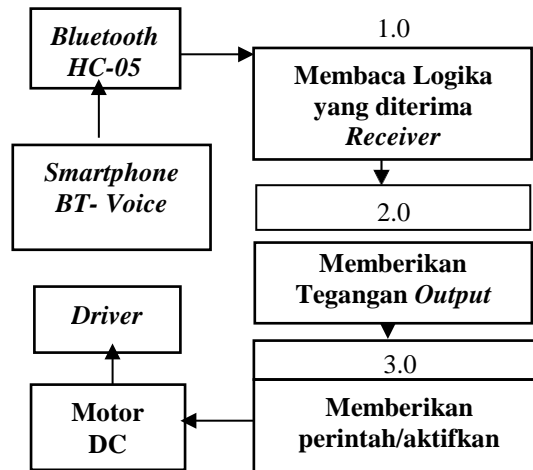 Bluetooth
HC-05
1.0
Membaca Logika
yang diterima
Receiver
Smartphone
BT- Voice
2.0
Memberikan
Tegangan Output
Driver
3.0
Memberikan
perintah/aktifkan
Motor
DC